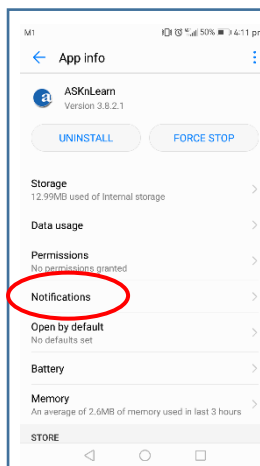 M1 50% 4:11 pm
App info
a ASKnLearn
Version 3.8.2.1
UNINSTALL FORCE STOP
Storage
12.99MB used of Internal storage
Data usage
Permissions
No permissions granted
Notifications
Open by default
No defaults set
Battery
Memory
An average of 2.6MB of memory used in last 3 hours
STORE